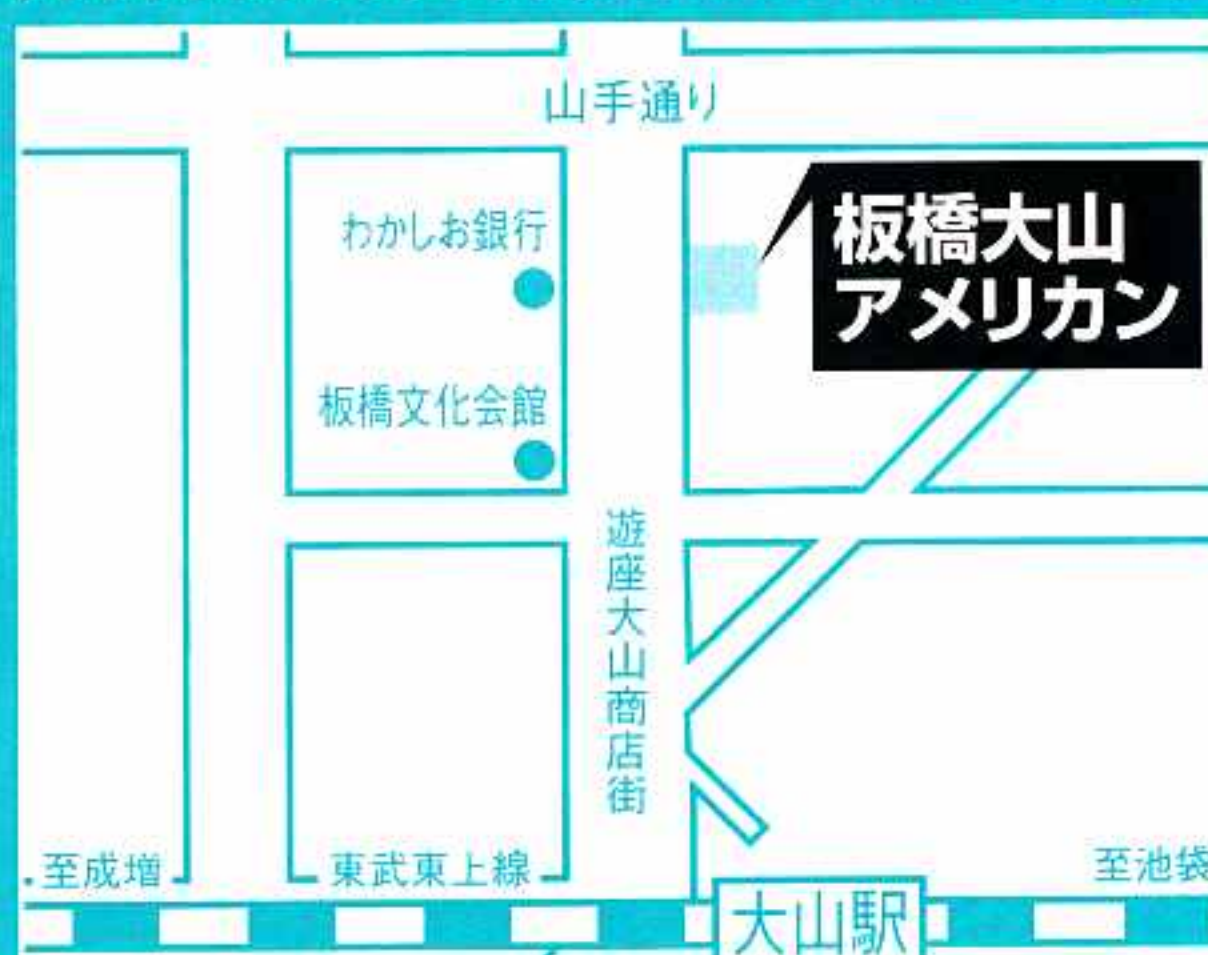 山手通り
わかしお銀行
板橋大山
アメリカン
板橋文化会館
遊座大山商店街
至成増
東武東上線
至池袋
大山駅